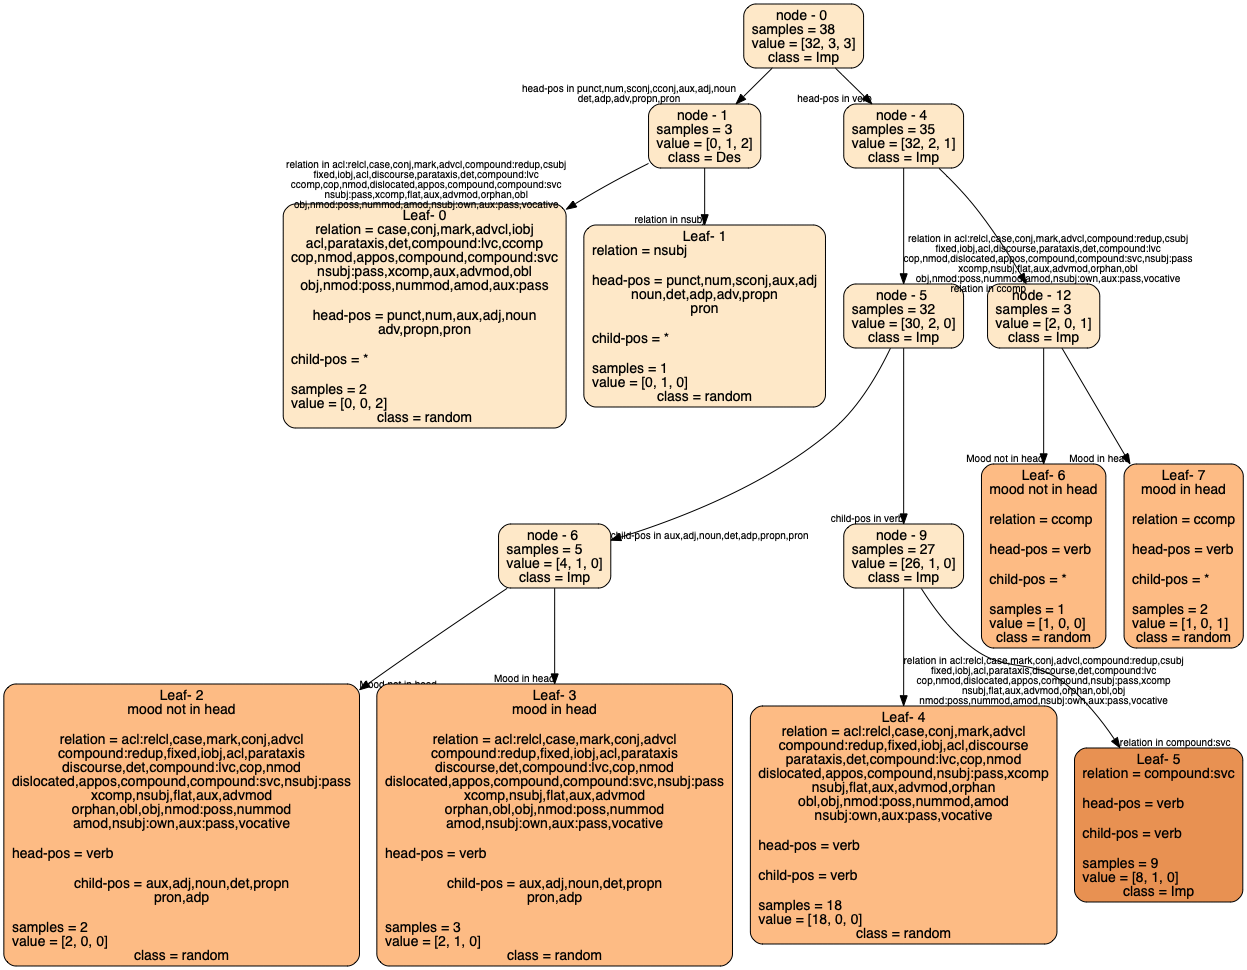 node - 0
samples = 38
value = [32, 3, 3]
class = Imp
head-pos in punct,num,sconj,cconj,aux,adj,noun
det,adp,adv,propn,pron
head-pos in verb
node - 1
samples = 3
value = [0, 1, 2]
class = Des
node - 4
samples = 35
value = [32, 2, 1]
class = Imp
relation in acl:relcl,case,conj,mark,advcl,compound:redup,csubj
fixed,iobj,acl,discourse,parataxis,det,compound:lvc
ccomp,cop,nmod,dislocated,appos,compound,compound:svc
nsubj:pass,xcomp,flat,aux,advmod,orphan,obl
obj,nmod:poss,nummod,amod,nsubj:own,aux:pass,vocative
relation in nsubj
Leaf- 0
relation = case,conj,mark,advcl,iobj
acl,parataxis,det,compound:lvc,ccomp
cop,nmod,appos,compound,compound:svc
nsubj:pass,xcomp,aux,advmod,obl
obj,nmod:poss,nummod,amod,aux:pass
head-pos = punct,num,aux,adj,noun
adv,propn,pron
child-pos = *
samples = 2
value = [0, 0, 2]
class = random
Leaf- 1
relation = nsubj
head-pos = punct,num,sconj,aux,adj
noun,det,adp,adv,propn
pron
child-pos = *
samples = 1
value = [0, 1, 0]
class = random
relation in acl:relcl,case,conj,mark,advcl,compound:redup,csubj
fixed,iobj,acl,discourse,parataxis,det,compound:lvc
cop,nmod,dislocated,appos,compound,compound:svc,nsubj:pass
xcomp,nsubj,flat,aux,advmod,orphan,obl
obj,nmod:poss,nummod,amod,nsubj:own,aux:pass,vocative
relation in ccomp
node - 5
samples = 32
value = [30, 2, 0]
class = Imp
node - 12
samples = 3
value = [2, 0, 1]
class = Imp
child-pos in aux,adj,noun,det,adp,propn,pron
child-pos in verb
Mood not in head
Mood in head
node - 6
samples = 5
value = [4, 1, 0]
class = Imp
node - 9
samples = 27
value = [26, 1, 0]
class = Imp
Leaf- 6
mood not in head
relation = ccomp
head-pos = verb
child-pos = *
samples = 1
value = [1, 0, 0]
class = random
Leaf- 7
mood in head
relation = ccomp
head-pos = verb
child-pos = *
samples = 2
value = [1, 0, 1]
class = random
Mood not in head
Mood in head
relation in acl:relcl,case,mark,conj,advcl,compound:redup,csubj
fixed,iobj,acl,parataxis,discourse,det,compound:lvc
cop,nmod,dislocated,appos,compound,nsubj:pass,xcomp
nsubj,flat,aux,advmod,orphan,obl,obj
nmod:poss,nummod,amod,nsubj:own,aux:pass,vocative
relation in compound:svc
Leaf- 2
mood not in head
relation = acl:relcl,case,mark,conj,advcl
compound:redup,fixed,iobj,acl,parataxis
discourse,det,compound:lvc,cop,nmod
dislocated,appos,compound,compound:svc,nsubj:pass
xcomp,nsubj,flat,aux,advmod
orphan,obl,obj,nmod:poss,nummod
amod,nsubj:own,aux:pass,vocative
head-pos = verb
child-pos = aux,adj,noun,det,propn
pron,adp
samples = 2
value = [2, 0, 0]
class = random
Leaf- 3
mood in head
relation = acl:relcl,case,mark,conj,advcl
compound:redup,fixed,iobj,acl,parataxis
discourse,det,compound:lvc,cop,nmod
dislocated,appos,compound,compound:svc,nsubj:pass
xcomp,nsubj,flat,aux,advmod
orphan,obl,obj,nmod:poss,nummod
amod,nsubj:own,aux:pass,vocative
head-pos = verb
child-pos = aux,adj,noun,det,propn
pron,adp
samples = 3
value = [2, 1, 0]
class = random
Leaf- 4
relation = acl:relcl,case,mark,conj,advcl
compound:redup,fixed,iobj,acl,discourse
parataxis,det,compound:lvc,cop,nmod
dislocated,appos,compound,nsubj:pass,xcomp
nsubj,flat,aux,advmod,orphan
obl,obj,nmod:poss,nummod,amod
nsubj:own,aux:pass,vocative
head-pos = verb
child-pos = verb
samples = 18
value = [18, 0, 0]
class = random
Leaf- 5
relation = compound:svc
head-pos = verb
child-pos = verb
samples = 9
value = [8, 1, 0]
class = Imp